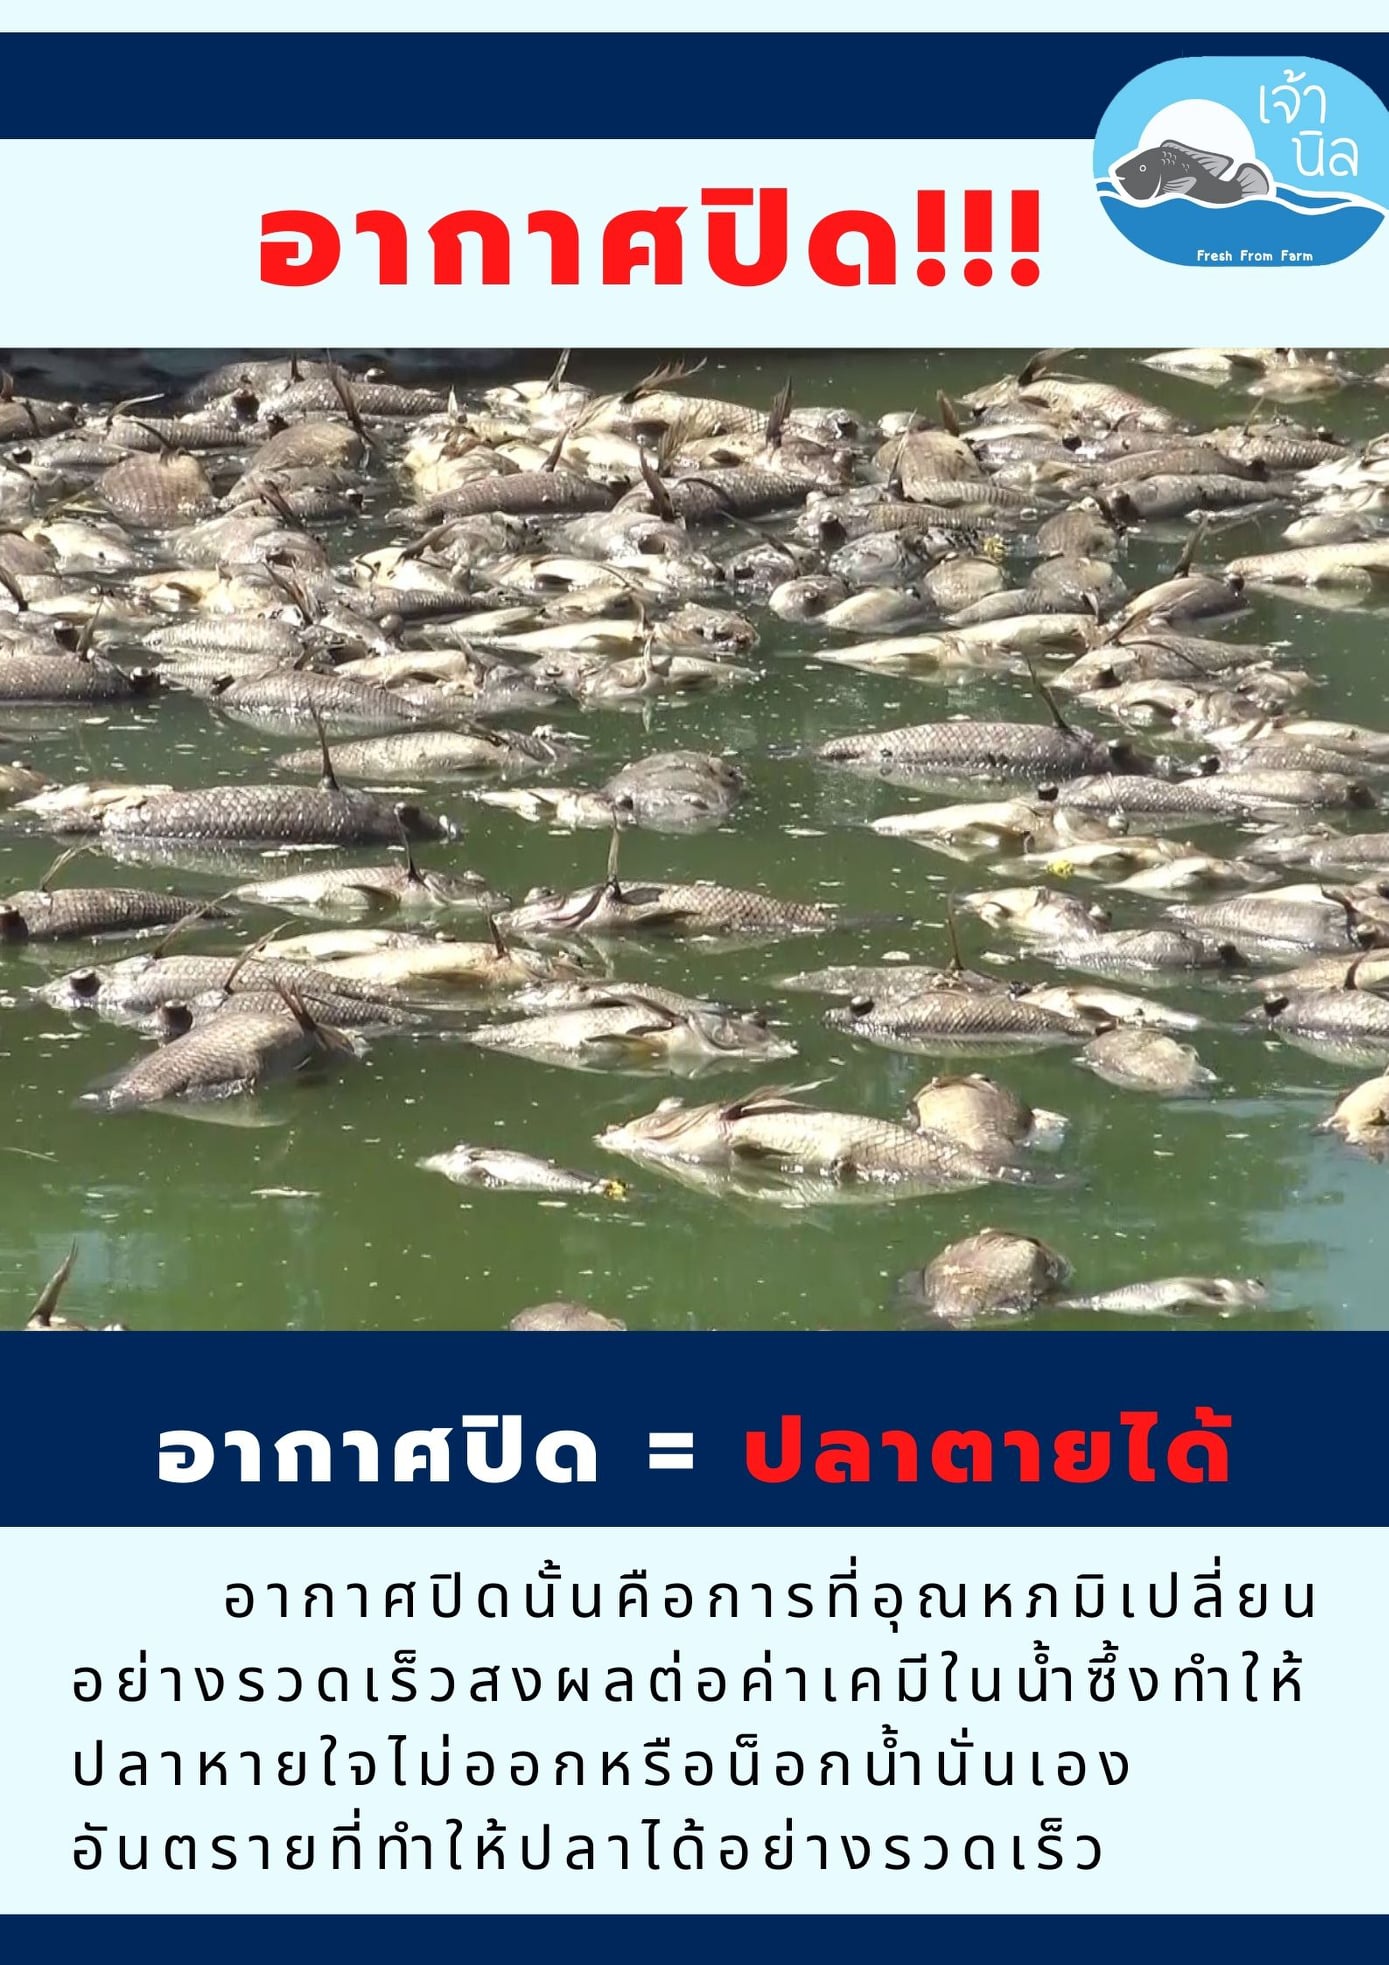 เจ้า
นิล
Fresh From Farm
อากาศปิด!!!
อากาศปิด = ปลาตายได้
อากาศปิดนั้นคือการที่อุณหภมิเปลี่ยน
อย่างรวดเร็วสงผลต่อค่าเคมีในน้ำซึ้งทำให้
ปลาหายใจไม่ออกหรือน็อกน้ำนั่นเอง
อันตรายที่ทำให้ปลาได้อย่างรวดเร็ว